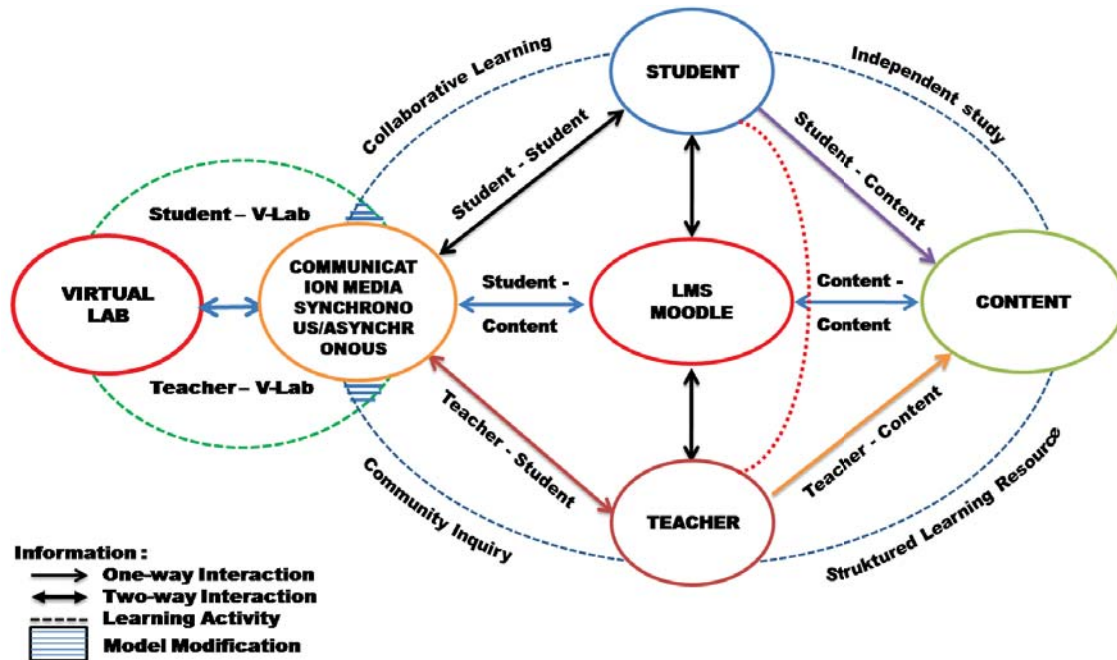 Collaborative Learning
STUDENT
Independent study
Student - Student
Student - Content
Student – V-Lab
VIRTUAL
LAB
COMMUNICAT
ION MEDIA
SYNCHRONO
US/ASYNCHR
ONOUS
Student -
Content
LMS
MOODLE
Content -
Content
CONTENT
Teacher – V-Lab
Teacher - Student
Teacher - Content
Community Inquiry
TEACHER
Struktured Learning Resource
Information :
One-way Interaction
Two-way Interaction
Learning Activity
Model Modification